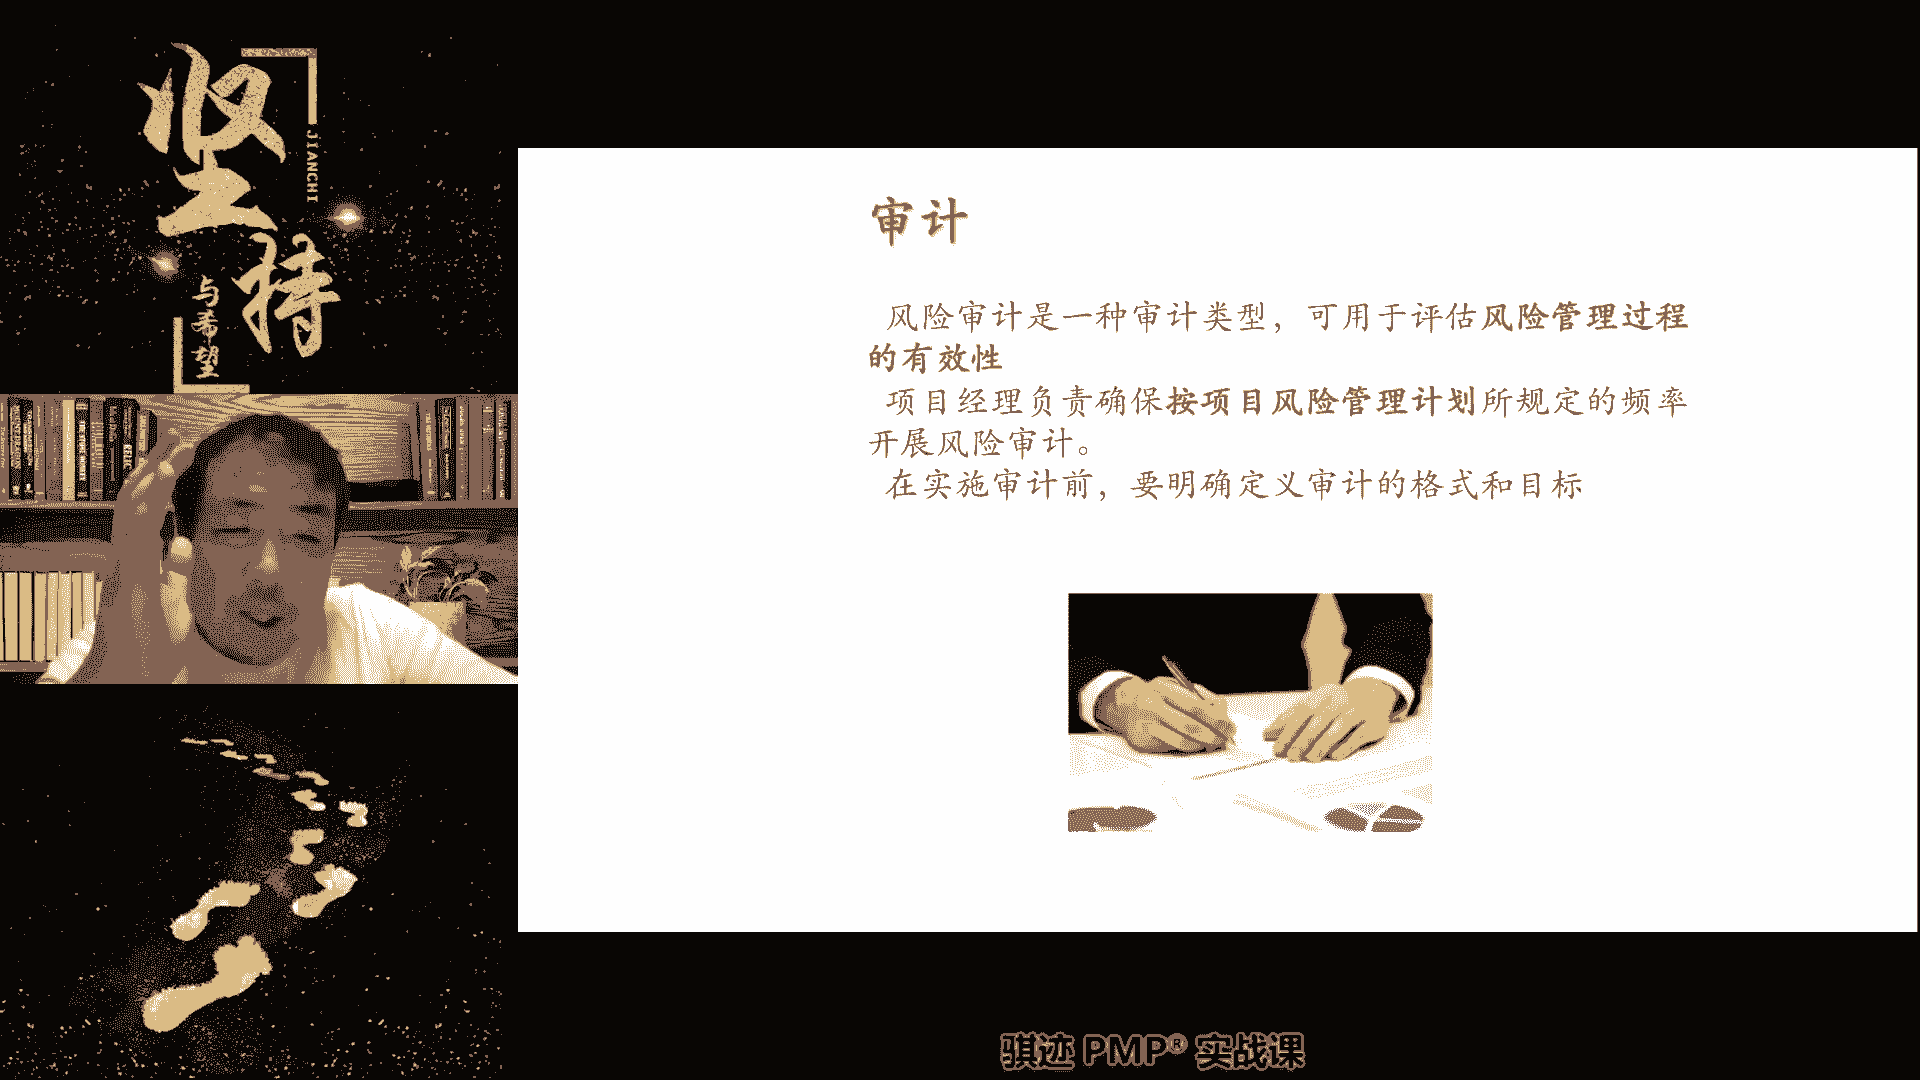 坚持
JIANCHI
与希望
审计
风险审计是一种审计类型，可用于评估风险管理过程
的有效性
项目经理负责确保按项目风险管理计划所规定的频率
开展风险审计。
在实施审计前，要明确定义审计的格式和目标
骐迹 PMP® 实战课